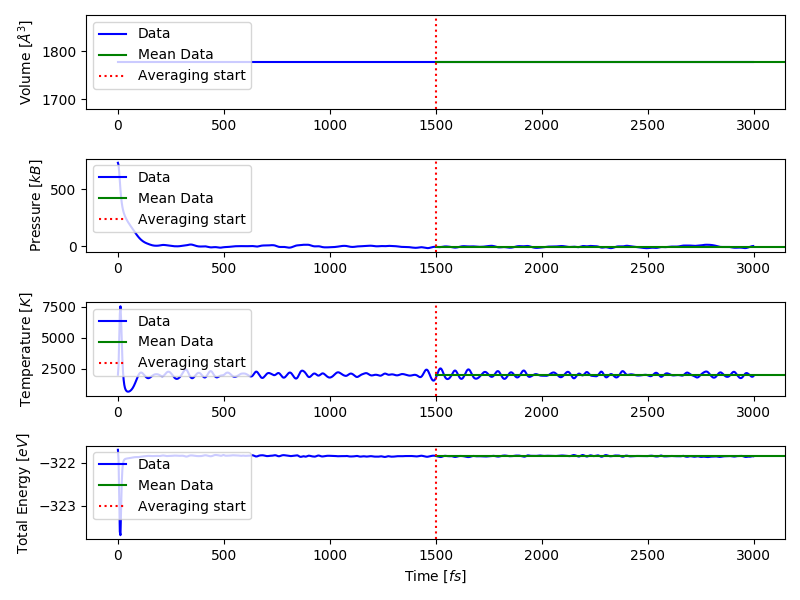 Volume [Å³]
1800
1700
Data
Mean Data
Averaging start
0 500 1000 1500 2000 2500 3000
Pressure [kB]
500
0
Data
Mean Data
Averaging start
0 500 1000 1500 2000 2500 3000
Temperature [K]
7500
5000
2500
Data
Mean Data
Averaging start
0 500 1000 1500 2000 2500 3000
Total Energy [eV]
−322
−323
Data
Mean Data
Averaging start
0 500 1000 1500 2000 2500 3000
Time [fs]